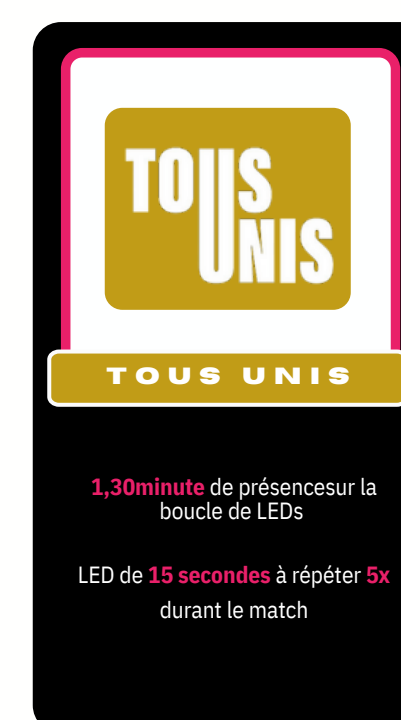 TOUS
UNIS
TOUS UNIS
1,30minute de présencesur la
boucle de LEDs
LED de 15 secondes à répéter 5x
durant le match